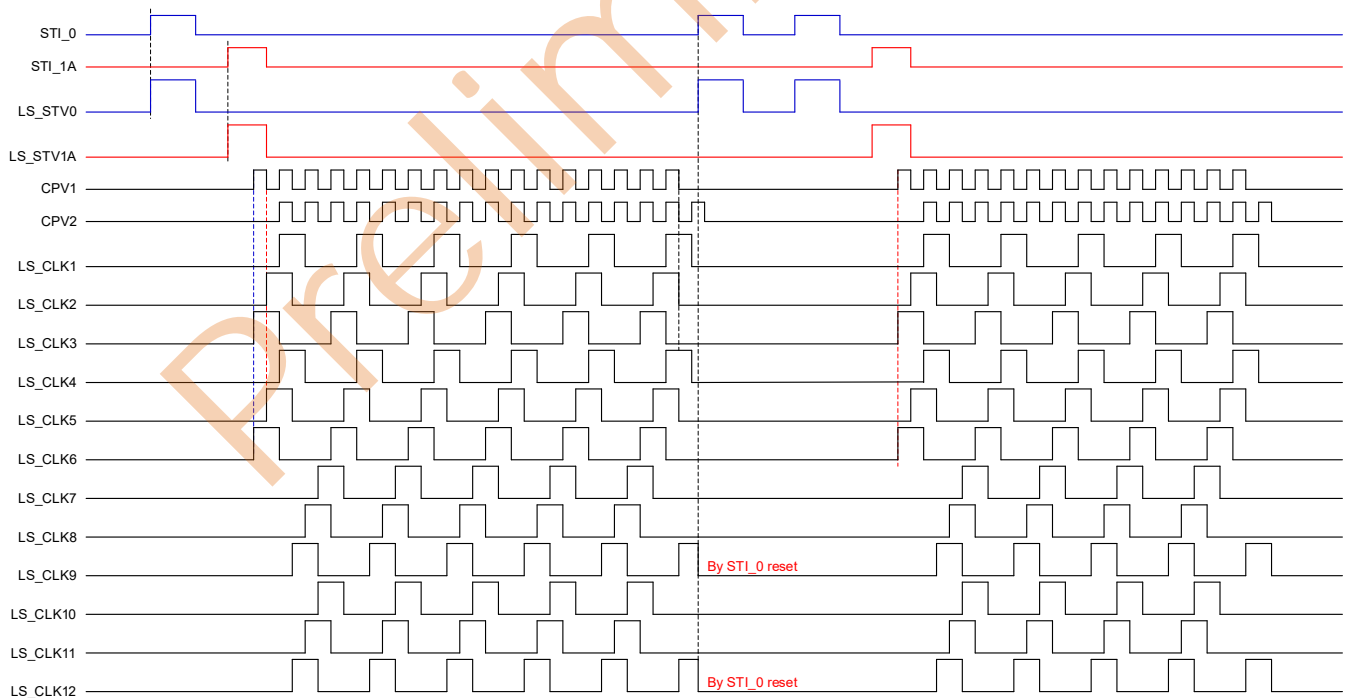 STI_0
STI_1A
LS_STV0
LS_STV1A
CPV1
CPV2
LS_CLK1
LS_CLK2
LS_CLK3
LS_CLK4
LS_CLK5
LS_CLK6
LS_CLK7
LS_CLK8
LS_CLK9
By STI_0 reset
LS_CLK10
LS_CLK11
LS_CLK12
By STI_0 reset
Prelim